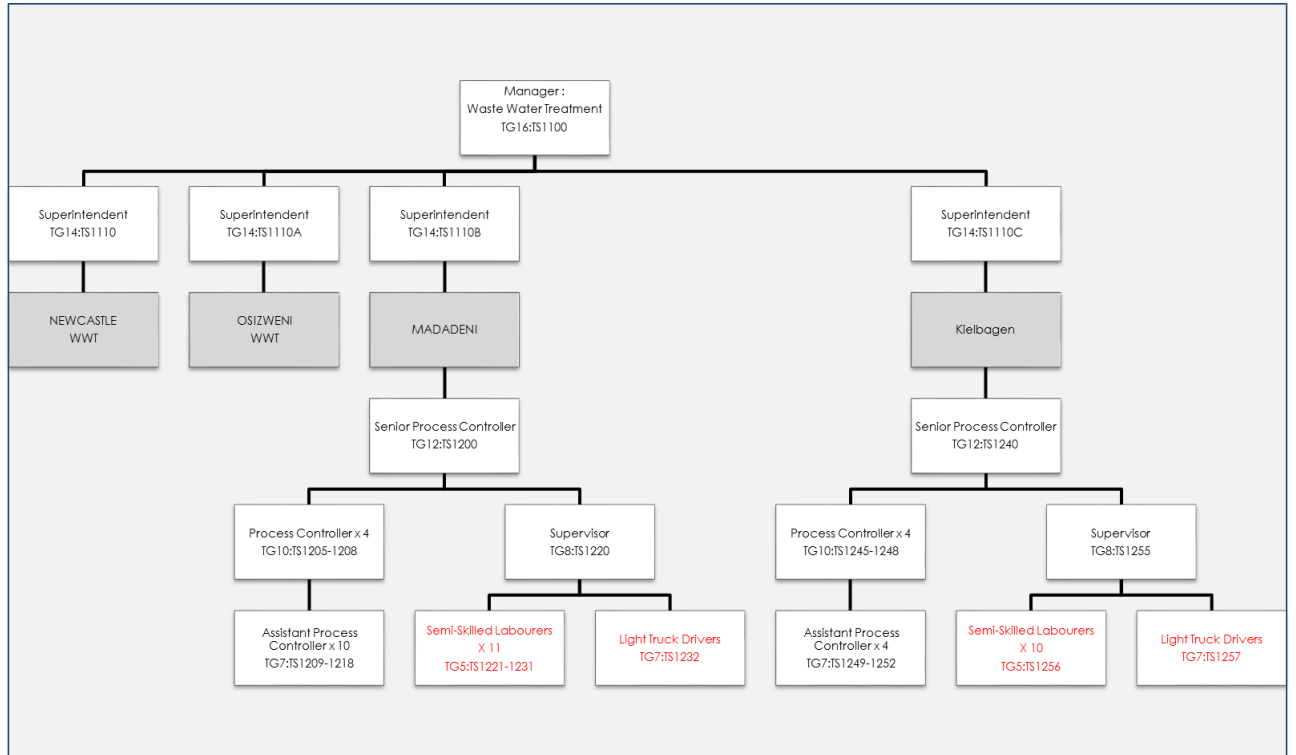 Manager :
Waste Water Treatment
TG16:TS1100
Superintendent
TG14:TS1110
Superintendent
TG14:TS1110A
Superintendent
TG14:TS1110B
Superintendent
TG14:TS1110C
NEWCASTLE
WWT
OSIZWENI
WWT
MADADENI
Kielbagen
Senior Process Controller
TG12:TS1200
Senior Process Controller
TG12:TS1240
Process Controller x 4
TG10:TS1205-1208
Supervisor
TG8:TS1220
Process Controller x 4
TG10:TS1245-1248
Supervisor
TG8:TS1255
Assistant Process
Controller x 10
TG7:TS1209-1218
Semi-Skilled Labourers
X 11
TG5:TS1221-1231
Light Truck Drivers
TG7:TS1232
Assistant Process
Controller x 4
TG7:TS1249-1252
Semi-Skilled Labourers
X 10
TG5:TS1256
Light Truck Drivers
TG7:TS1257